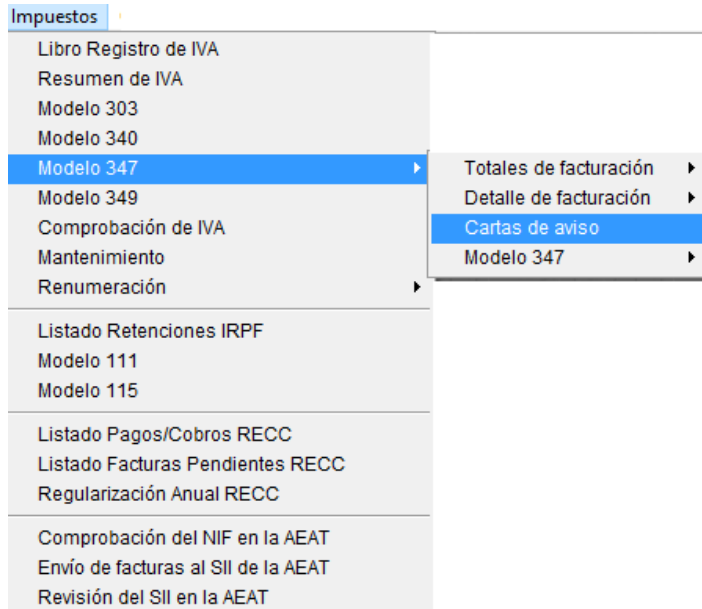 Impuestos
Libro Registro de IVA
Resumen de IVA
Modelo 303
Modelo 340
Modelo 347
Modelo 349
Comprobación de IVA
Mantenimiento
Renumeración
Totales de facturación
Detalle de facturación
Cartas de aviso
Modelo 347
Listado Retenciones IRPF
Modelo 111
Modelo 115
Listado Pagos/Cobros RECC
Listado Facturas Pendientes RECC
Regularización Anual RECC
Comprobación del NIF en la AEAT
Envío de facturas al SII de la AEAT
Revisión del SII en la AEAT